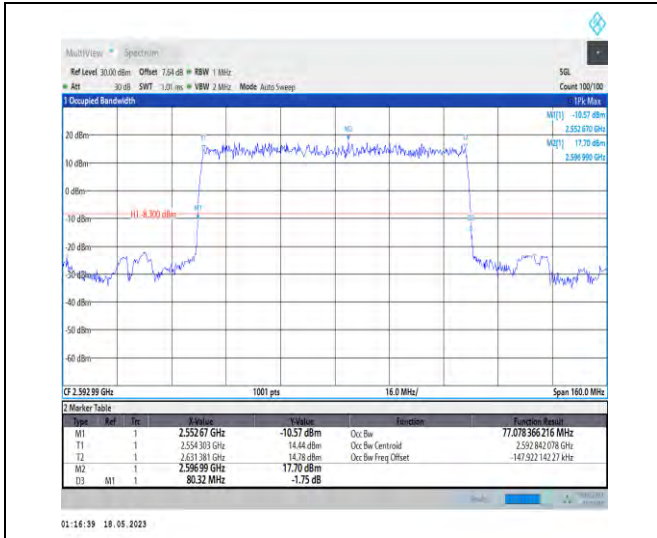 MultiView Spectrum
Ref Level 30.00 dBm Offset 7.64 dB RBW 1 MHz SGL
Att 30 dB SWT 1.01 ms VBW 2 MHz Mode Auto Sweep Count 100/100
1 Occupied Bandwidth 1Pk Max
M1[1] -10.57 dBm
2.552 670 GHz
M2[1] 17.70 dBm
2.596 990 GHz
20 dBm
M2
T1
10 dBm
0 dBm
M1
H1 -8.300 dBm
-10 dBm
-20 dBm
-30 dBm
-40 dBm
-50 dBm
-60 dBm
CF 2.592 99 GHz 1001 pts 16.0 MHz/ Span 160.0 MHz
2 Marker Table
Type Ref Trc X-Value Y-Value Function Function Result
M1 1 2.552 67 GHz -10.57 dBm Occ Bw 77.078 366 216 MHz
T1 1 2.554 303 GHz 14.44 dBm Occ Bw Centroid 2.592 842 078 GHz
T2 1 2.631 381 GHz 14.78 dBm Occ Bw Freq Offset -147.922 142 27 kHz
M2 1 2.596 99 GHz 17.70 dBm
D3 M1 1 80.32 MHz -1.75 dB
01:16:39 18.05.2023